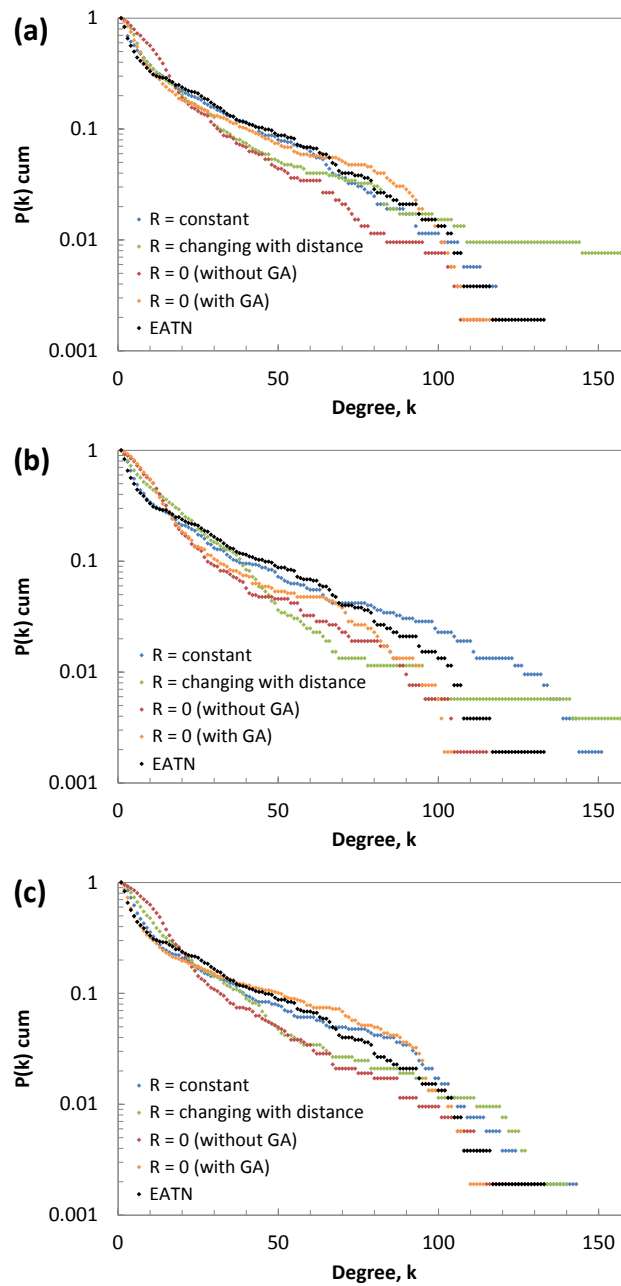 (a)
1
0.1
0.01
0.001
P(k) cum
R = constant
R = changing with distance
R = 0 (without GA)
R = 0 (with GA)
EATN
0 50 100 150
Degree, k
(b)
1
0.1
0.01
0.001
P(k) cum
R = constant
R = changing with distance
R = 0 (without GA)
R = 0 (with GA)
EATN
0 50 100 150
Degree, k
(c)
1
0.1
0.01
0.001
P(k) cum
R = constant
R = changing with distance
R = 0 (without GA)
R = 0 (with GA)
EATN
0 50 100 150
Degree, k